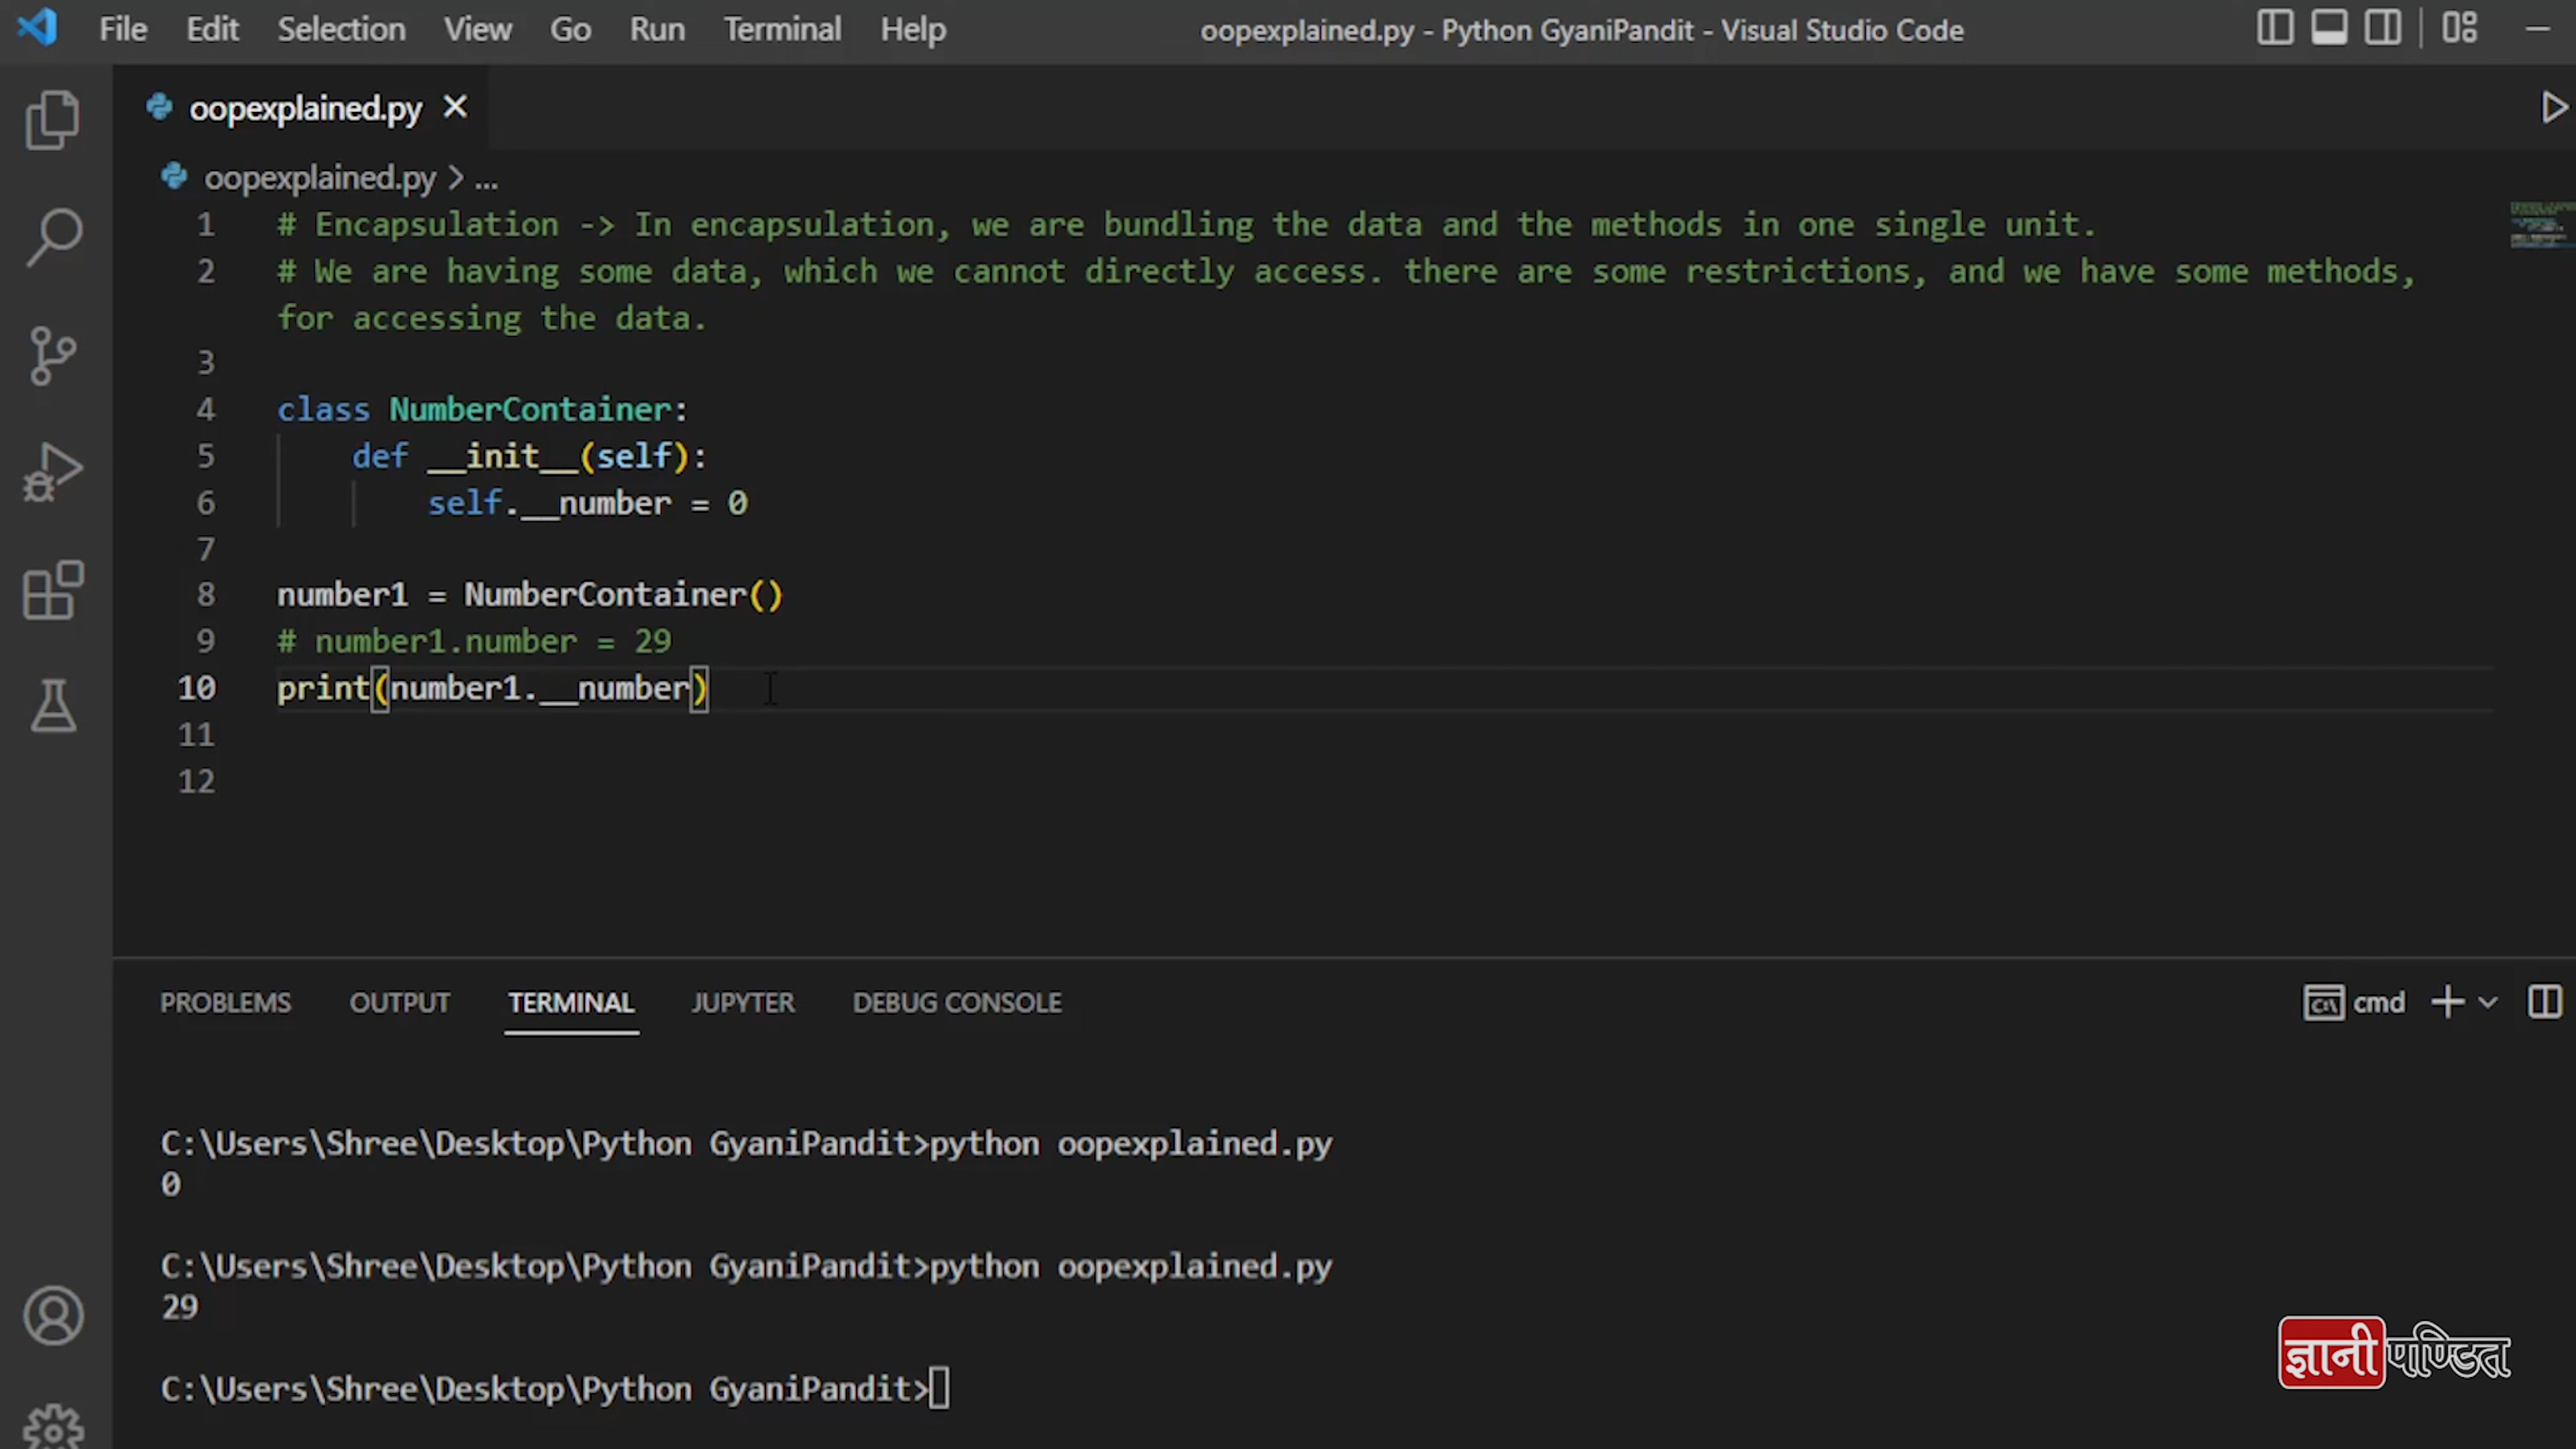 File Edit Selection View Go Run Terminal Help oopexplained.py - Python GyaniPandit - Visual Studio Code
oopexplained.py
oopexplained.py > ...
1 # Encapsulation -> In encapsulation, we are bundling the data and the methods in one single unit.
2 # We are having some data, which we cannot directly access. there are some restrictions, and we have some methods,
for accessing the data.
3
4 class NumberContainer:
5 def __init__(self):
6 self.__number = 0
7
8 number1 = NumberContainer()
9 # number1.number = 29
10 print(number1.__number)
11
12
PROBLEMS OUTPUT TERMINAL JUPYTER DEBUG CONSOLE cmd
C:\Users\Shree\Desktop\Python GyaniPandit>python oopexplained.py
0
C:\Users\Shree\Desktop\Python GyaniPandit>python oopexplained.py
29
C:\Users\Shree\Desktop\Python GyaniPandit>
ज्ञानी पण्डित